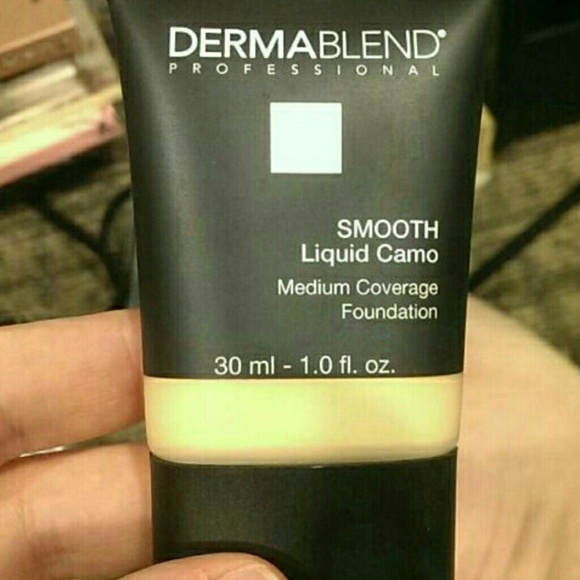 DERMABLEND®
PROFESSIONAL
SMOOTH
Liquid Camo
Medium Coverage
Foundation
30 ml - 1.0 fl. oz.